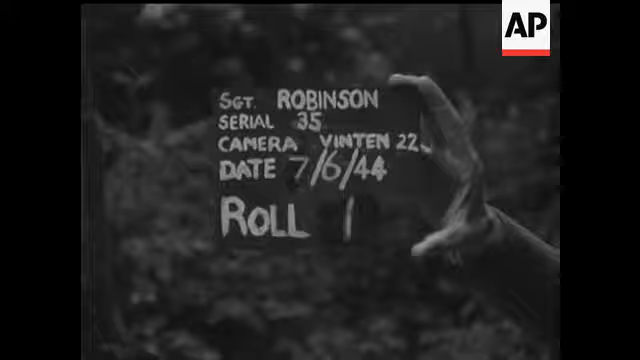 AP
SGT. ROBINSON
SERIAL 35
CAMERA VINTEN 22
DATE 7/6/44
ROLL 1